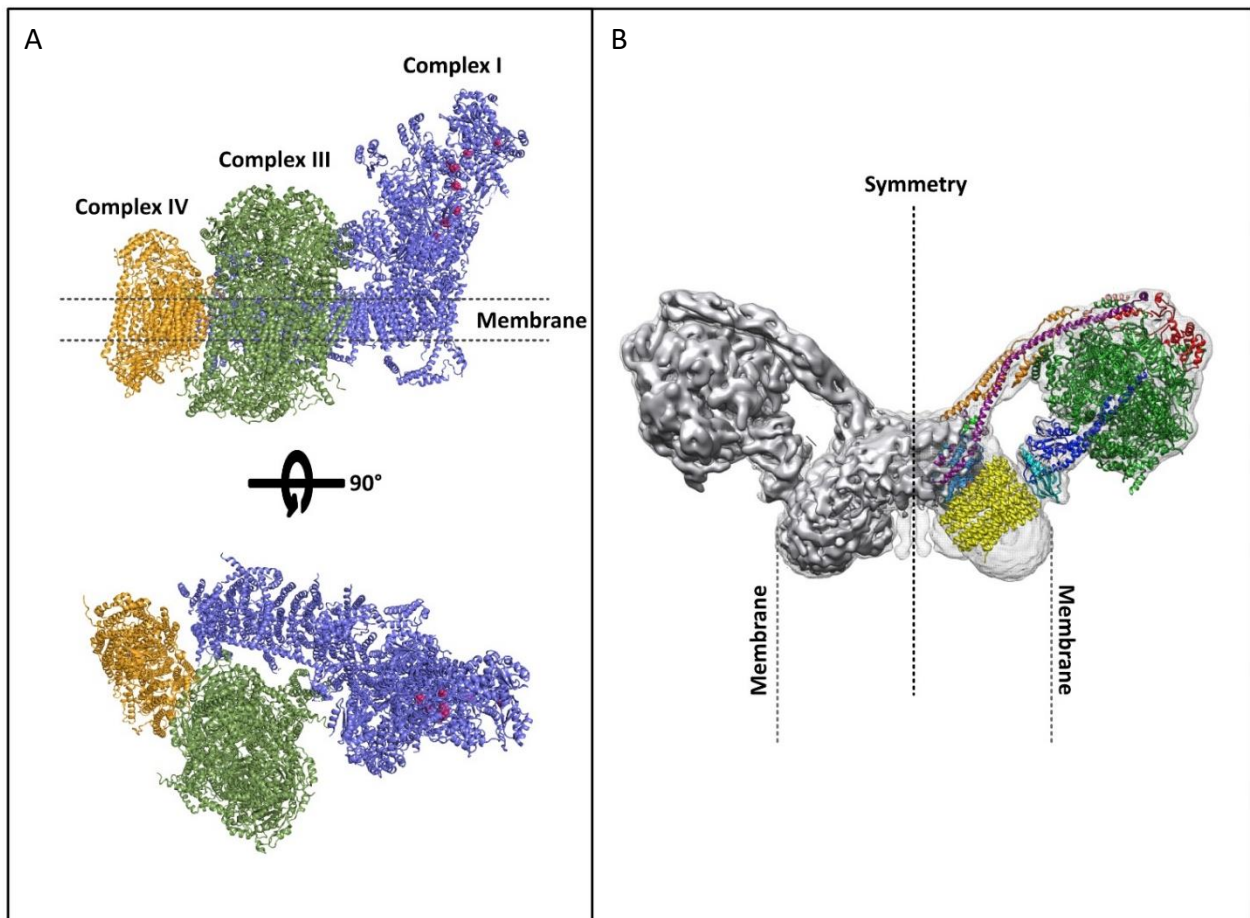 A
Complex I
Complex III
Complex IV
Membrane
90°
B
Symmetry
Membrane
Membrane